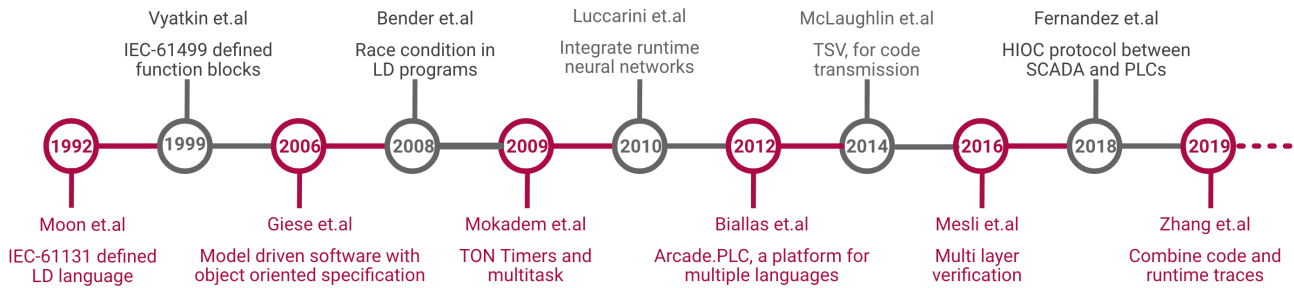 Vyatkin et.al
IEC-61499 defined
function blocks
Bender et.al
Race condition in
LD programs
Luccarini et.al
Integrate runtime
neural networks
McLaughlin et.al
TSV, for code
transmission
Fernandez et.al
HIOC protocol between
SCADA and PLCs
1992
1999
2006
2008
2009
2010
2012
2014
2016
2018
2019
Moon et.al
IEC-61131 defined
LD language
Giese et.al
Model driven software with
object oriented specification
Mokadem et.al
TON Timers and
multitask
Biallas et.al
Arcade.PLC, a platform for
multiple languages
Mesli et.al
Multi layer
verification
Zhang et.al
Combine code and
runtime traces